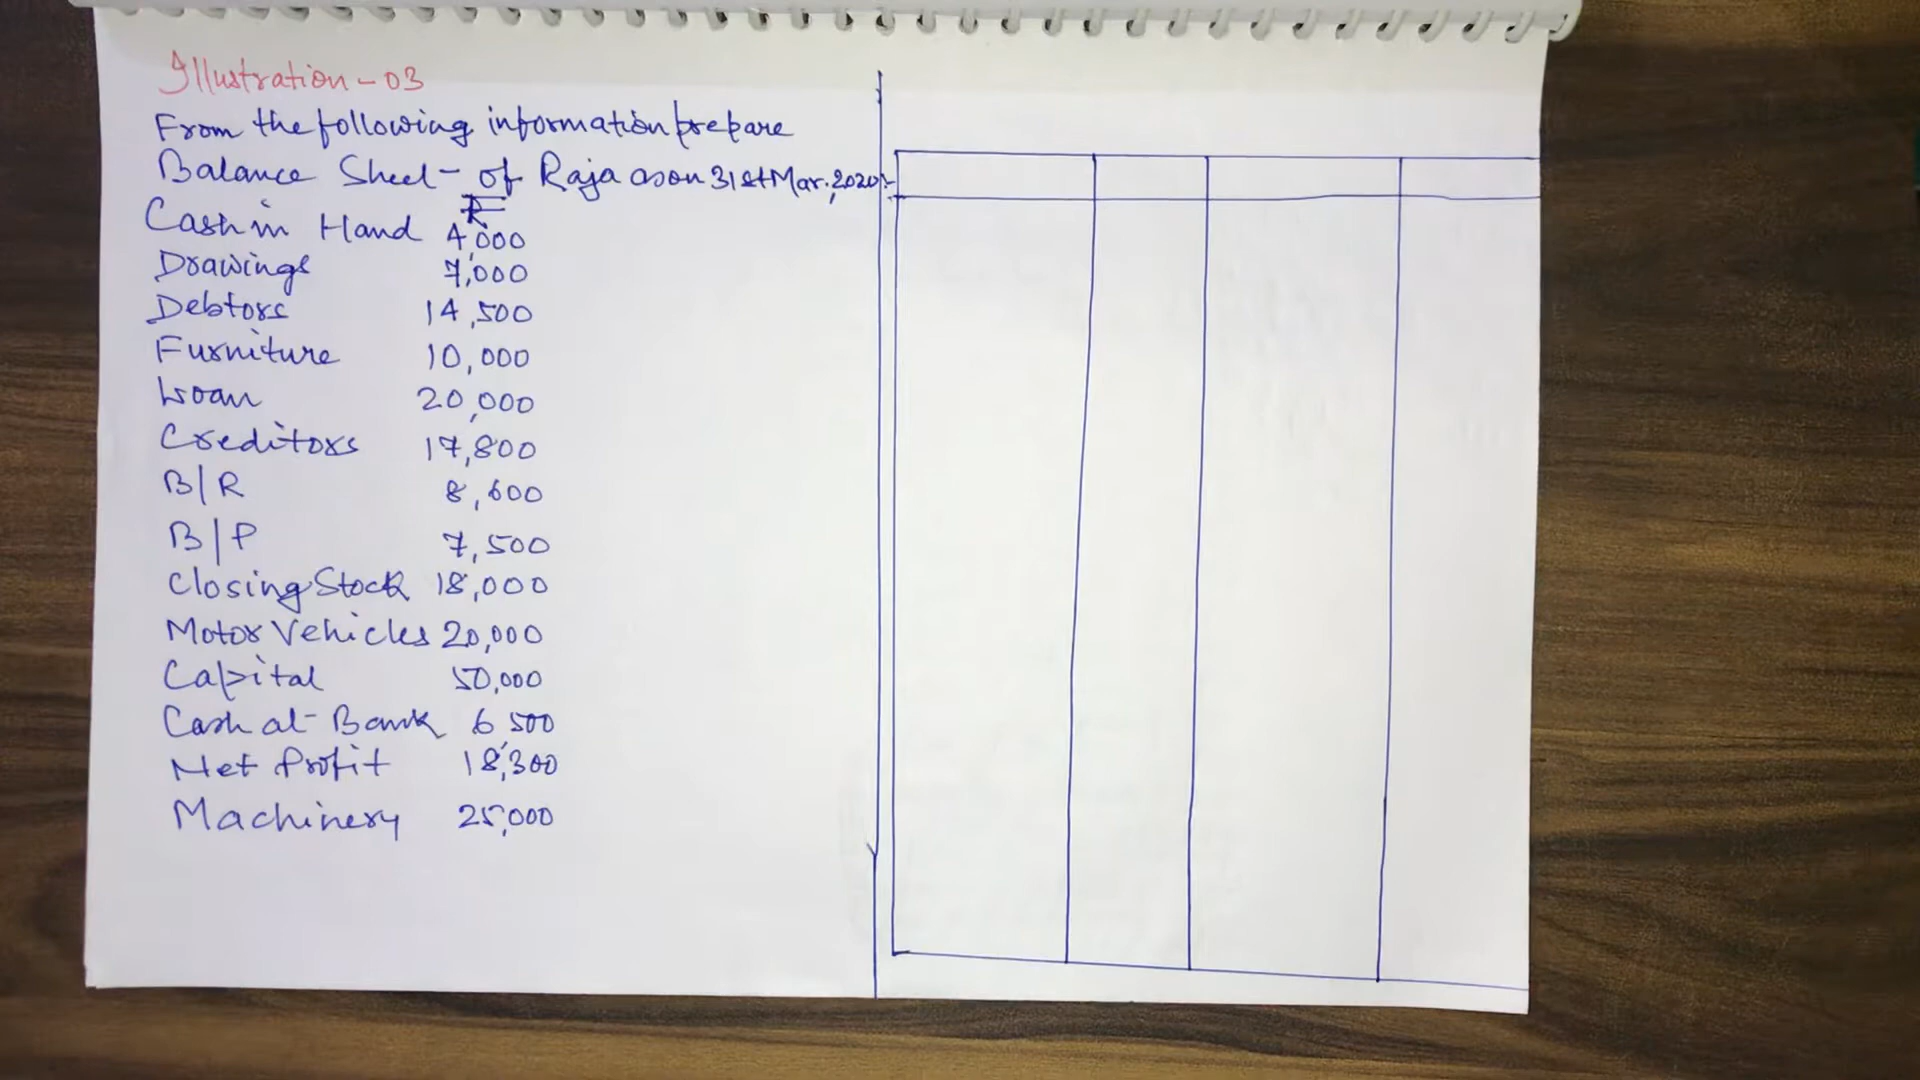 Illustration - 03
From the following information prepare
Balance Sheet of Raja as on 31st Mar, 2020:-
₹
Cash in Hand 4,000
Drawings 7,000
Debtors 14,500
Furniture 10,000
Loan 20,000
Creditors 17,800
B/R 8,600
B/P 7,500
Closing Stock 18,000
Motor Vehicles 20,000
Capital 50,000
Cash at Bank 6,500
Net Profit 18,300
Machinery 25,000